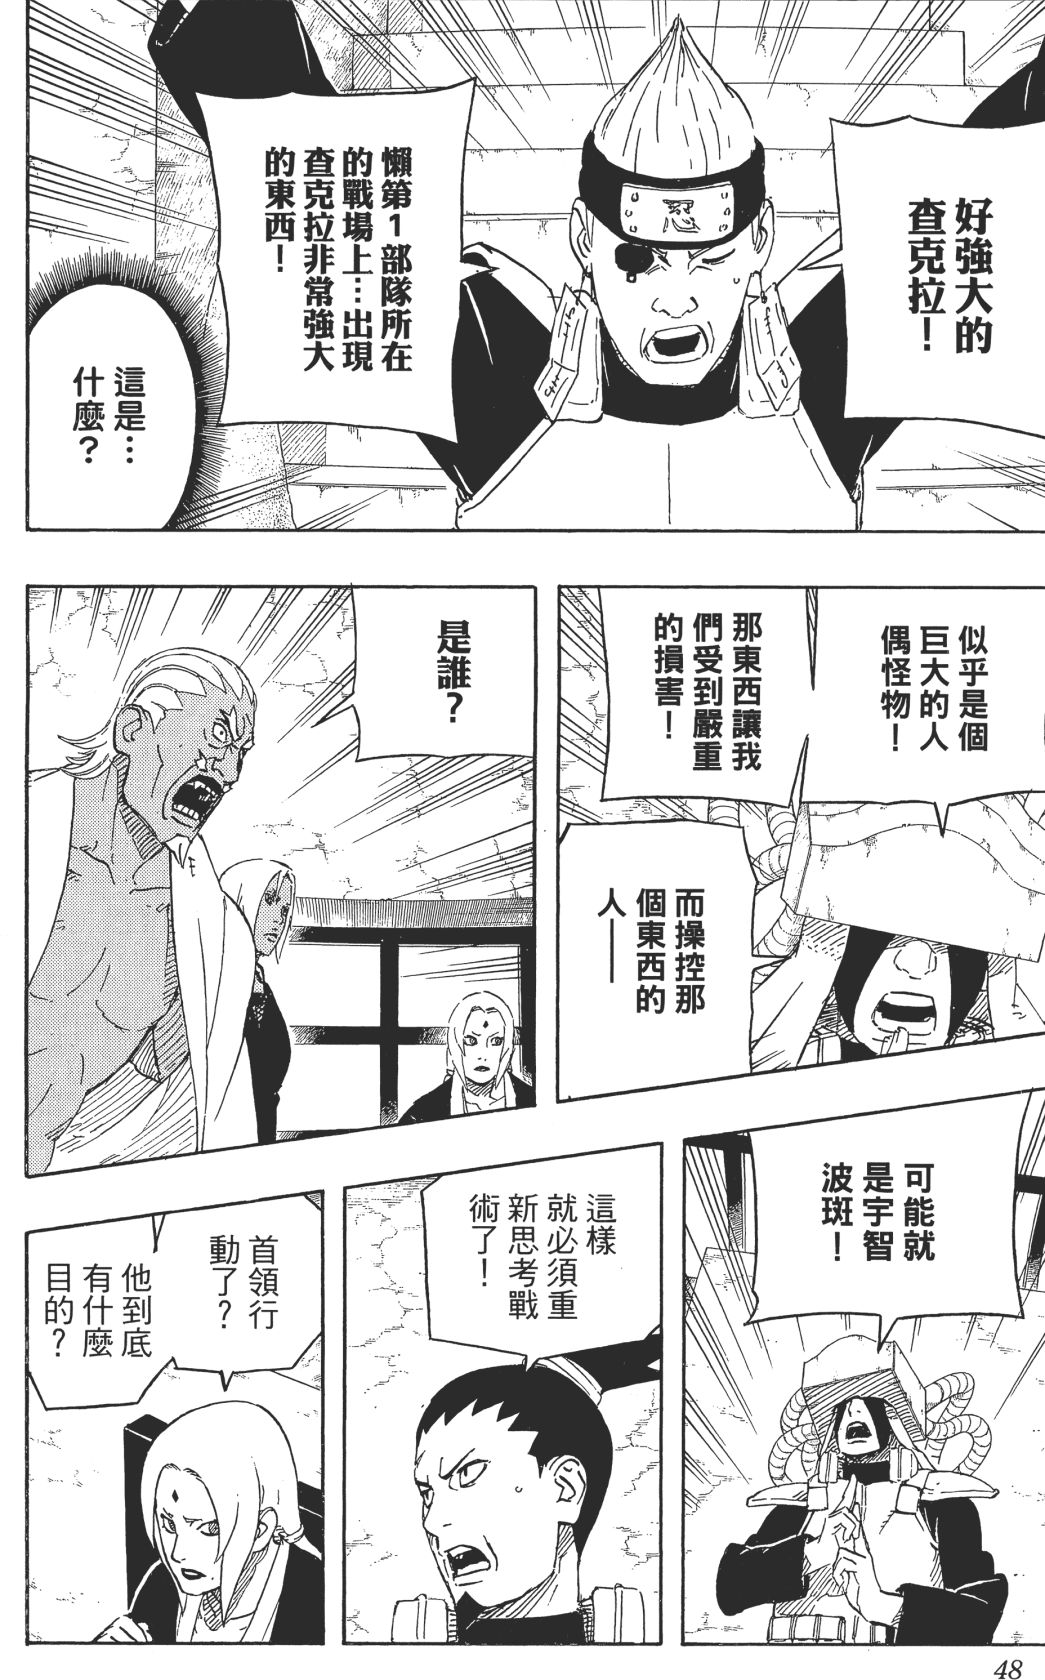 好強大的
查克拉！
懶第1部隊所在
的戰場上…出現
查克拉非常強大
的東西！
這是…
什麼？
忍
似乎是個
巨大的人
偶怪物！
那東西讓我
們受到嚴重
的損害！
而操控那
個東西的
人——
是誰？
可能就
是宇智
波斑！
這樣
就必須重
新思考戰
術了！
首領行
動了？
他到底
有什麼
目的？
48